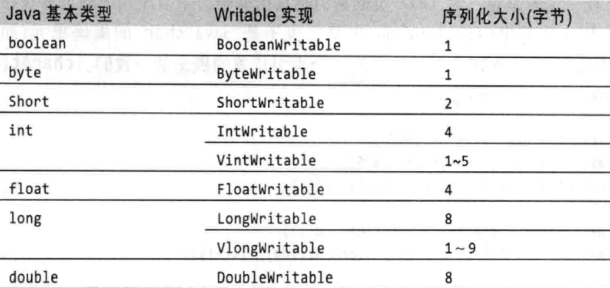 Java 基本类型 Writable 实现 序列化大小(字节)
boolean BooleanWritable 1
byte ByteWritable 1
Short ShortWritable 2
int IntWritable 4
VintWritable 1~5
float FloatWritable 4
long LongWritable 8
VlongWritable 1~9
double DoubleWritable 8